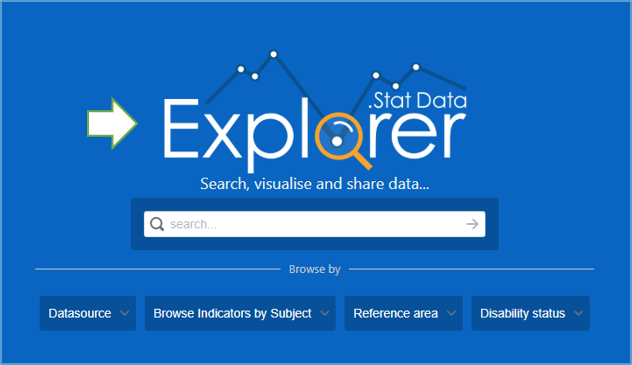 .Stat Data
Explorer
Search, visualise and share data...
search...
Browse by
Datasource
Browse Indicators by Subject
Reference area
Disability status